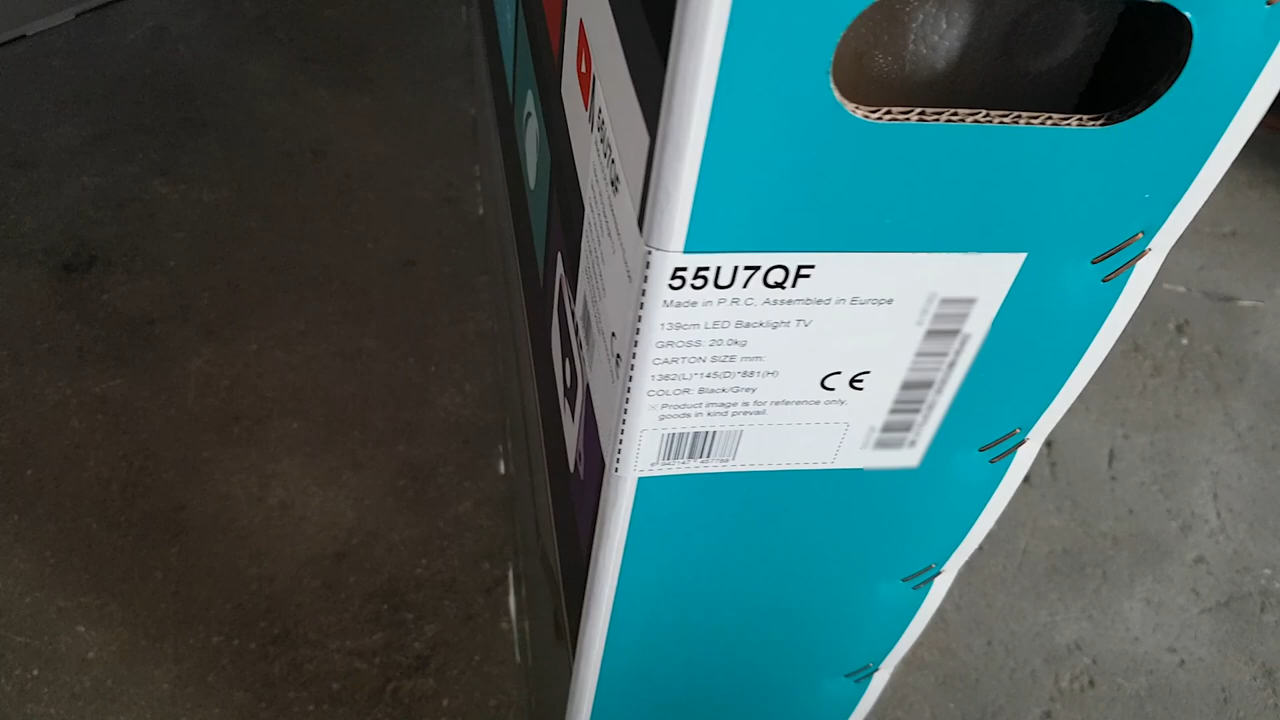 55U7QF
55U7QF
Made in P.R.C, Assembled in Europe
139cm LED Backlight TV
GROSS: 20.0kg
CARTON SIZE mm:
1362(L)*145(D)*881(H)
COLOR: Black/Grey
CE
※ Product image is for reference only,
goods in kind prevail.